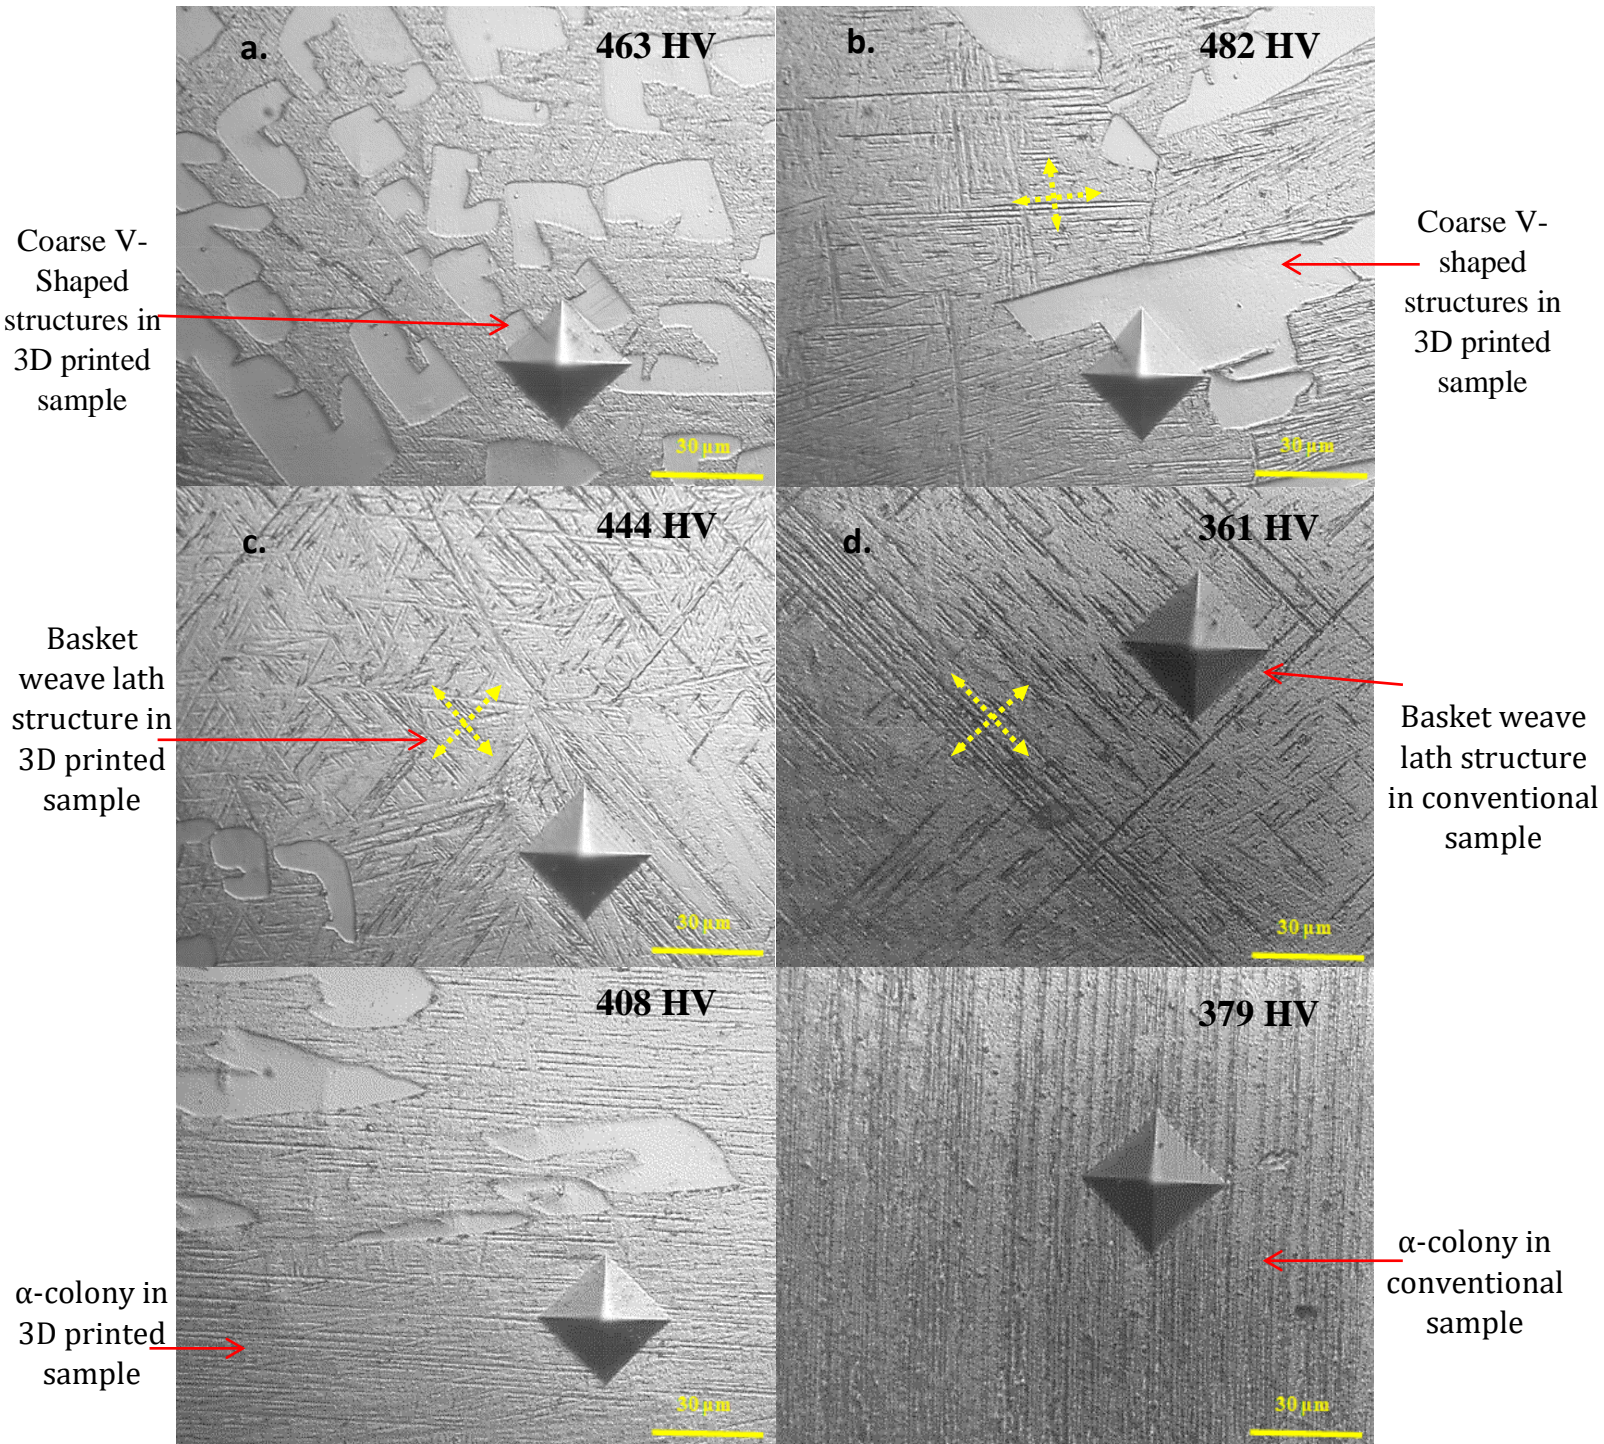 a.
463 HV
b.
482 HV
Coarse V-
Shaped
structures in
3D printed
sample
Coarse V-
shaped
structures in
3D printed
sample
30 µm
30 µm
c.
444 HV
d.
361 HV
Basket
weave lath
structure in
3D printed
sample
Basket weave
lath structure
in conventional
sample
30 µm
30 µm
408 HV
379 HV
α-colony in
3D printed
sample
α-colony in
conventional
sample
30 µm
30 µm